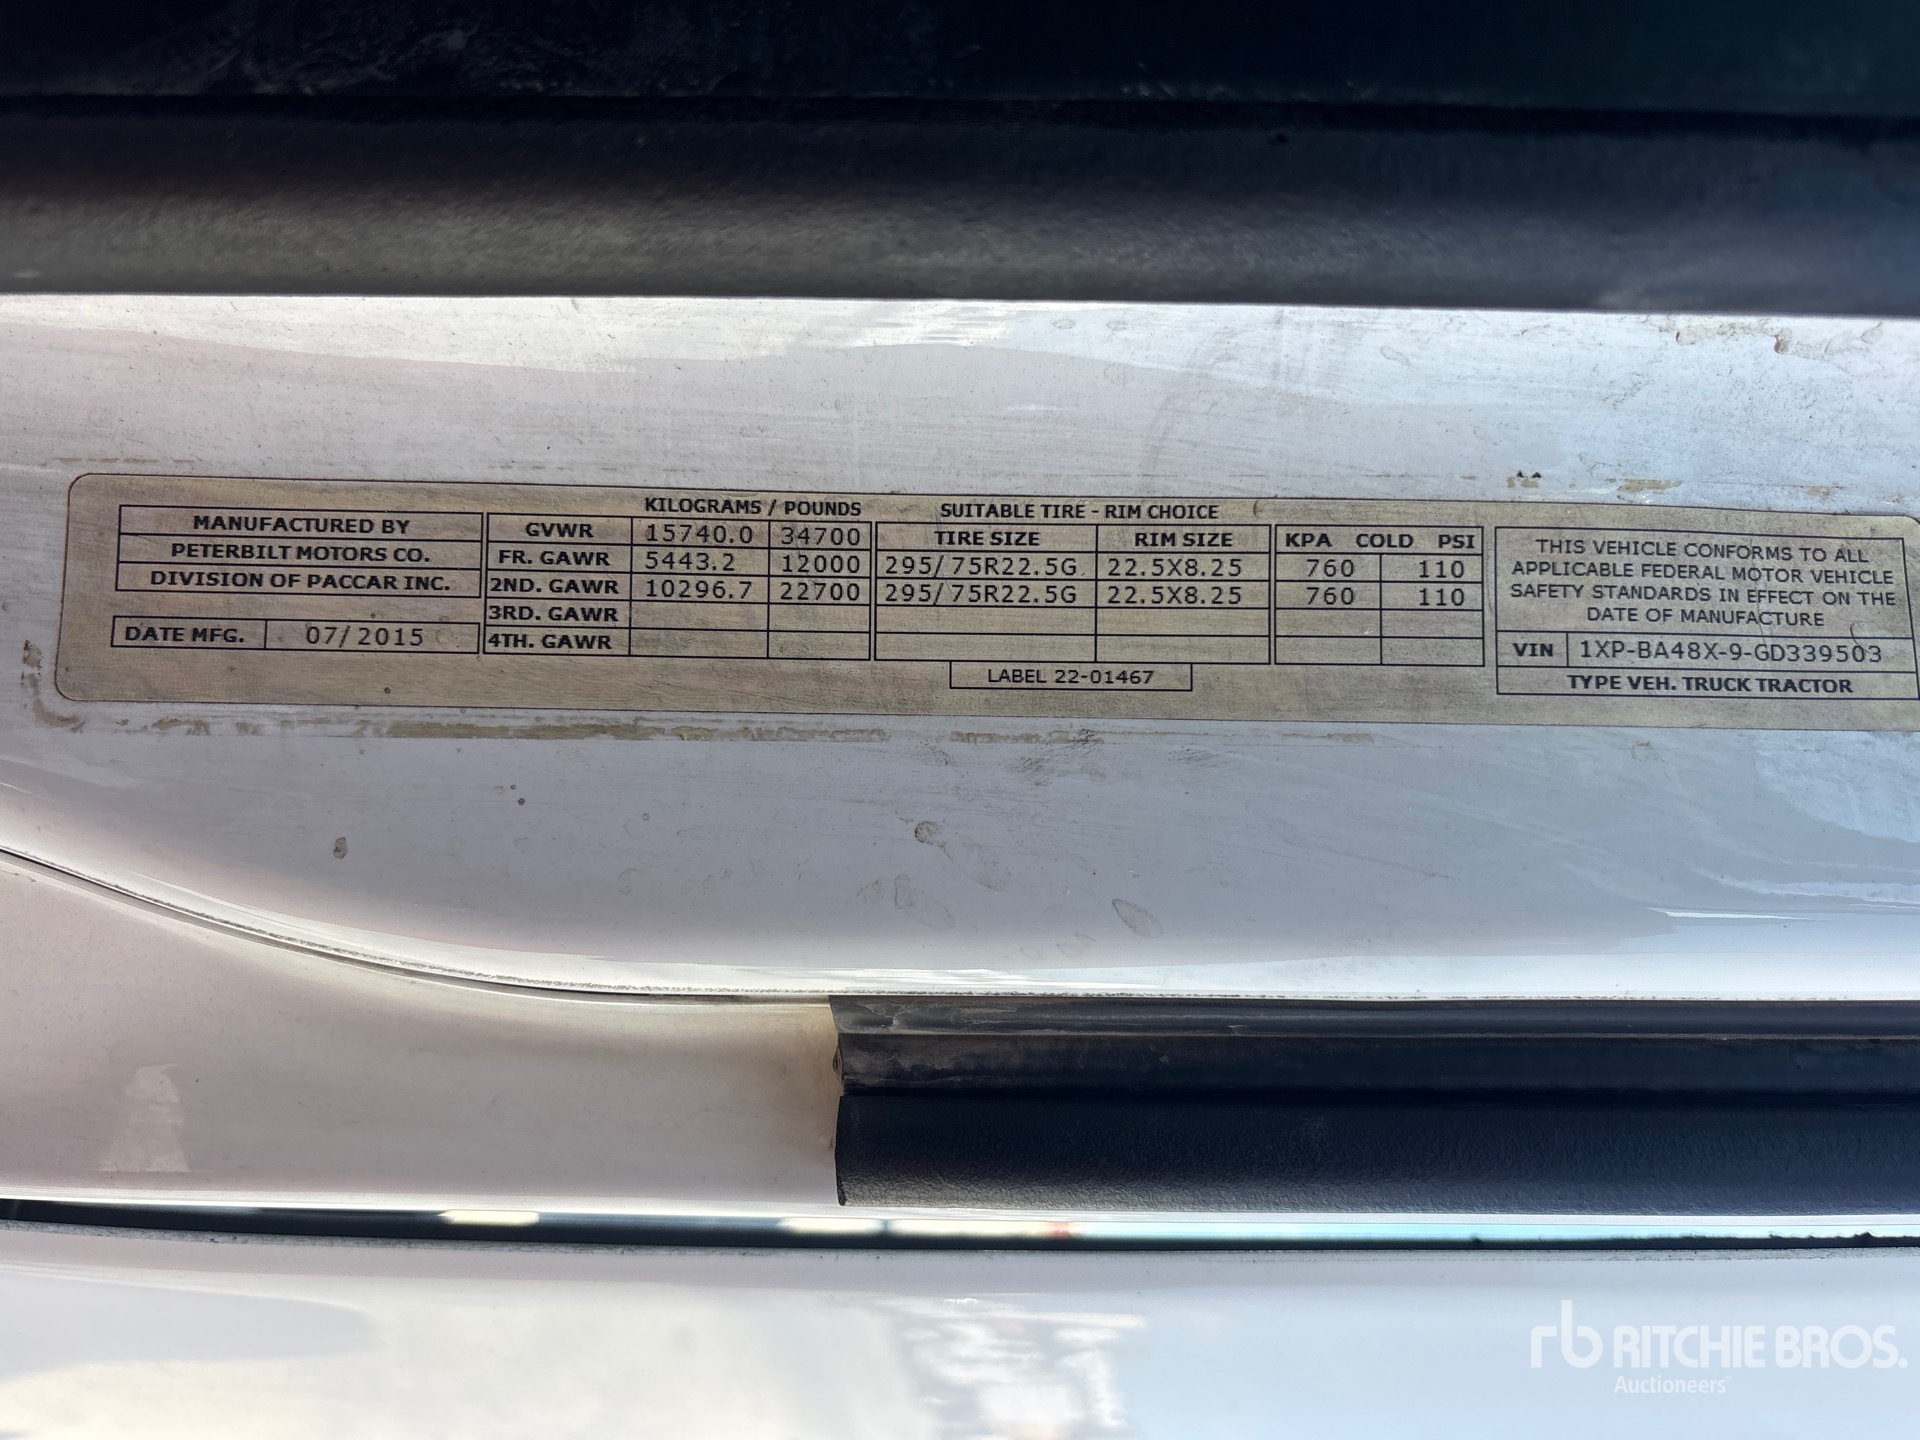 KILOGRAMS / POUNDS SUITABLE TIRE - RIM CHOICE
MANUFACTURED BY
PETERBILT MOTORS CO.
DIVISION OF PACCAR INC.
DATE MFG. 07/2015
GVWR 15740.0 34700
FR. GAWR 5443.2 12000
2ND. GAWR 10296.7 22700
3RD. GAWR
4TH. GAWR
TIRE SIZE RIM SIZE
295/75R22.5G 22.5X8.25
295/75R22.5G 22.5X8.25
KPA COLD PSI
760 110
760 110
LABEL 22-01467
THIS VEHICLE CONFORMS TO ALL
APPLICABLE FEDERAL MOTOR VEHICLE
SAFETY STANDARDS IN EFFECT ON THE
DATE OF MANUFACTURE
VIN 1XP-BA48X-9-GD339503
TYPE VEH. TRUCK TRACTOR
rb RITCHIE BROS.
Auctioneers